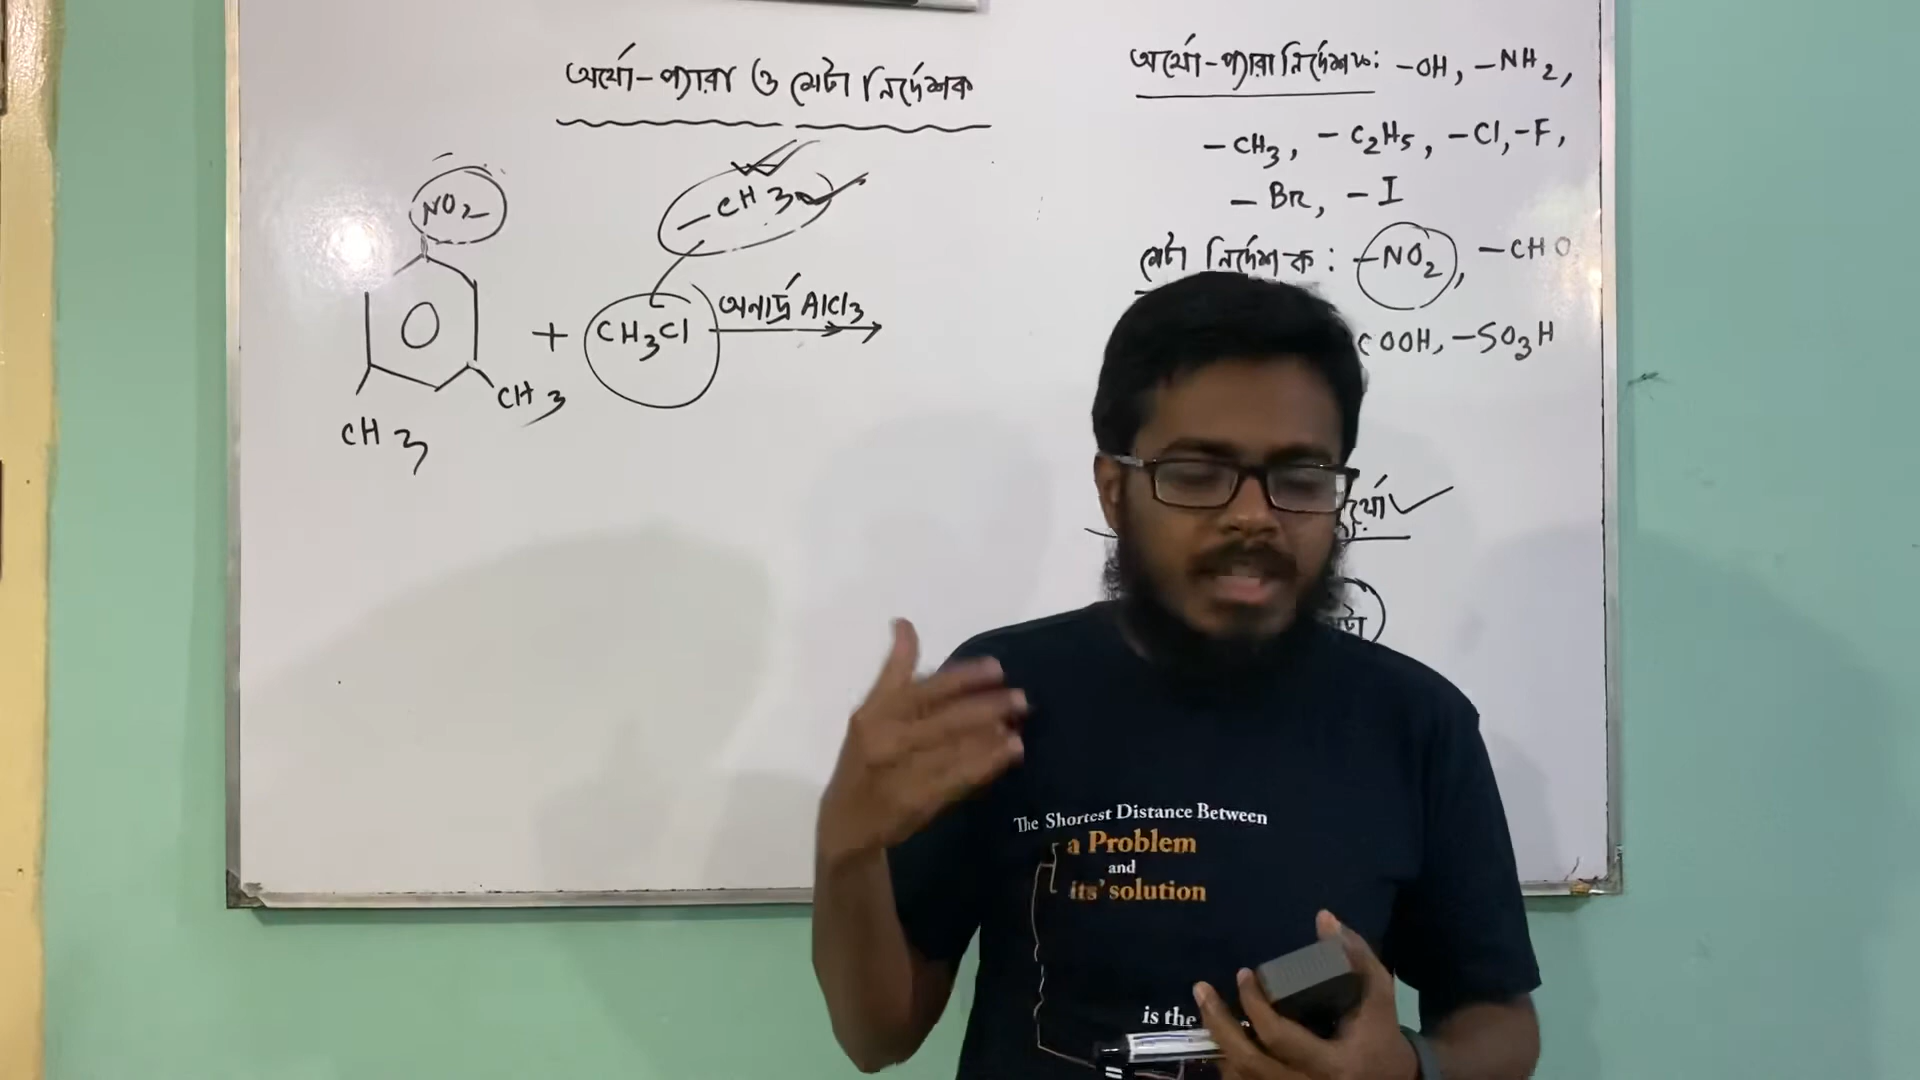 অর্থো-প্যারা ও মেটা নির্দেশক
NO2
-CH3
+ CH3Cl অনার্দ্র AlCl3
CH3
CH3
অর্থো-প্যারা নির্দেশক: -OH, -NH2,
-CH3, -C2H5, -Cl, -F,
-Br, -I
মেটা নির্দেশক: -NO2, -CHO
COOH, -SO3H
The Shortest Distance Between
a Problem
and
its' solution
is the